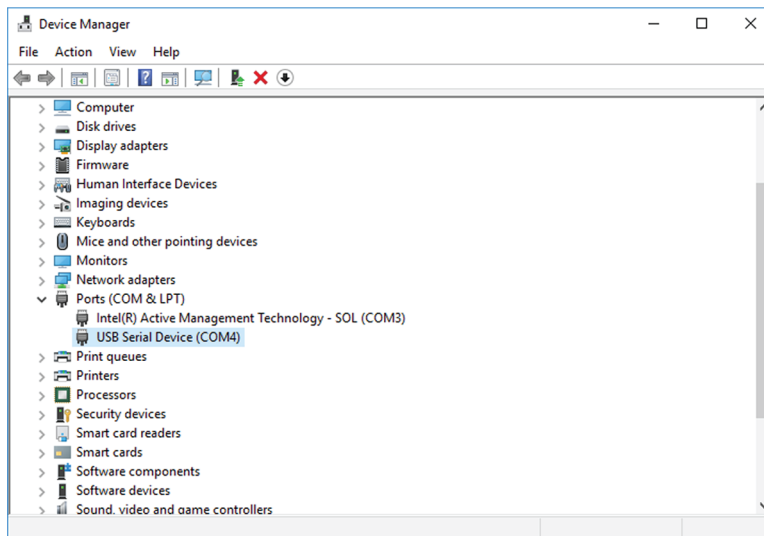 Device Manager
File Action View Help
Computer
Disk drives
Display adapters
Firmware
Human Interface Devices
Imaging devices
Keyboards
Mice and other pointing devices
Monitors
Network adapters
Ports (COM & LPT)
Intel(R) Active Management Technology - SOL (COM3)
USB Serial Device (COM4)
Print queues
Printers
Processors
Security devices
Smart card readers
Smart cards
Software components
Software devices
Sound, video and game controllers